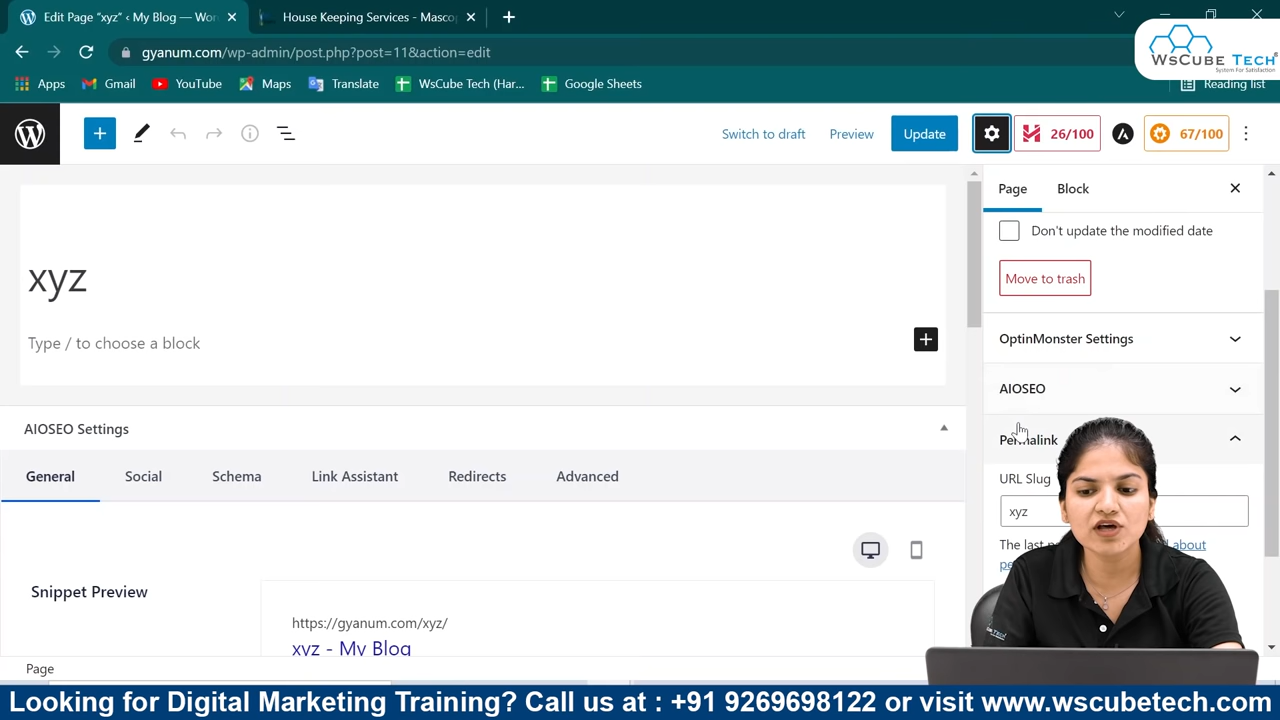 Edit Page "xyz" ‹ My Blog — Wor
House Keeping Services - Mascop
gyanum.com/wp-admin/post.php?post=11&action=edit
WsCube Tech
System For Satisfaction
Apps Gmail YouTube Maps Translate WsCube Tech (Har... Google Sheets Reading list
Switch to draft Preview Update 26/100 67/100
Page Block
Don't update the modified date
xyz
Move to trash
Type / to choose a block
OptinMonster Settings
AIOSEO
AIOSEO Settings
Permalink
General Social Schema Link Assistant Redirects Advanced
URL Slug
xyz
The last about
Snippet Preview
https://gyanum.com/xyz/
xyz - My Blog
Page
Looking for Digital Marketing Training? Call us at : +91 9269698122 or visit www.wscubetech.com